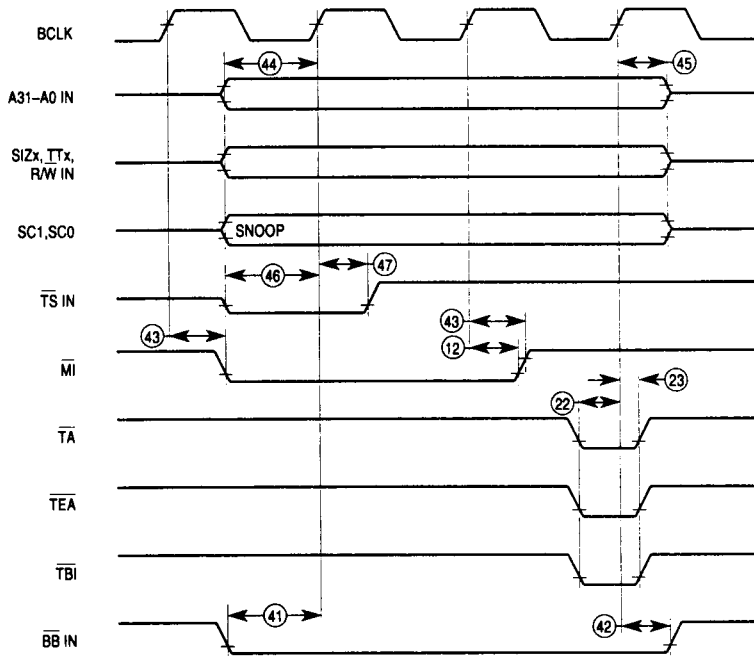 BCLK
44
45
A31–A0 IN
SIZx, TTx,
R/W IN
SC1,SC0
SNOOP
46
47
TS IN
43
43
12
MI
23
22
TA
TEA
TBI
41
42
BB IN